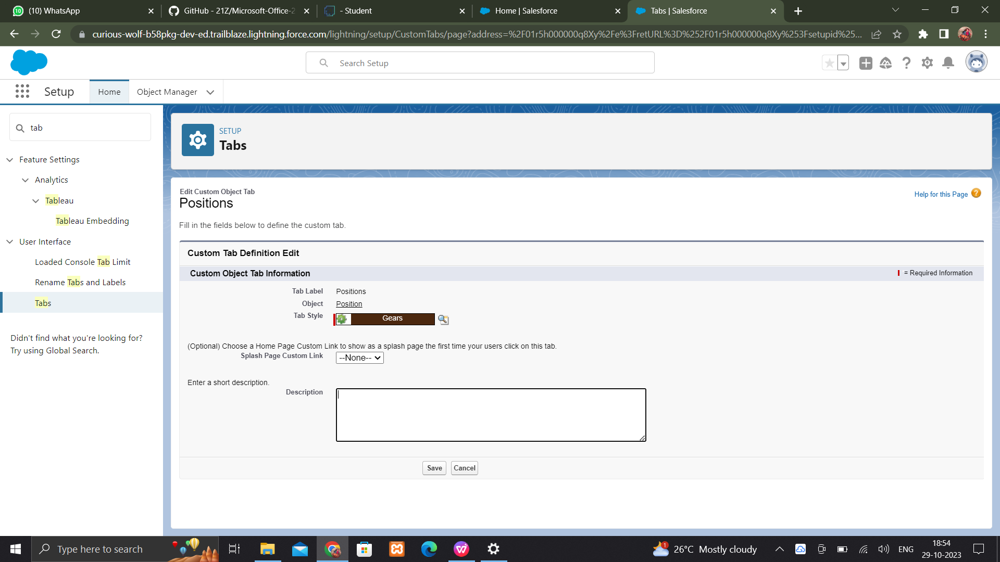 (10) WhatsApp
GitHub - 21Z/Microsoft-Office-2
- Student
Home | Salesforce
Tabs | Salesforce
curious-wolf-b58pkg-dev-ed.trailblaze.lightning.force.com/lightning/setup/CustomTabs/page?address=%2F01r5h000000q8Xy%2Fe%3FretURL%3D%252F01r5h000000q8Xy%253Fsetupid%25...
Search Setup
Setup
Home
Object Manager
tab
Feature Settings
Analytics
Tableau
Tableau Embedding
User Interface
Loaded Console Tab Limit
Rename Tabs and Labels
Tabs
Didn't find what you're looking for?
Try using Global Search.
SETUP
Tabs
Edit Custom Object Tab
Positions
Help for this Page ?
Fill in the fields below to define the custom tab.
Custom Tab Definition Edit
Custom Object Tab Information
= Required Information
Tab Label Positions
Object Position
Tab Style Gears
(Optional) Choose a Home Page Custom Link to show as a splash page the first time your users click on this tab.
Splash Page Custom Link --None--
Enter a short description.
Description
Save Cancel
Type here to search
1
26°C Mostly cloudy
ENG
18:54
29-10-2023